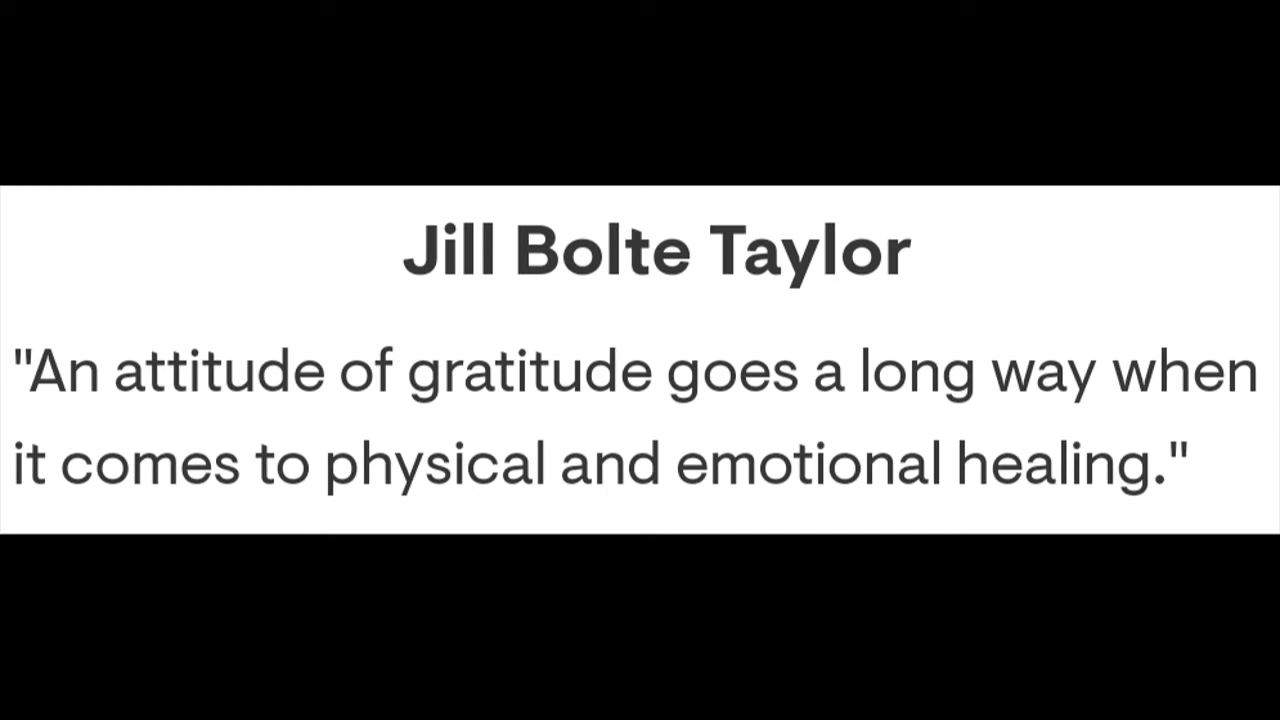 Jill Bolte Taylor
"An attitude of gratitude goes a long way when
it comes to physical and emotional healing."